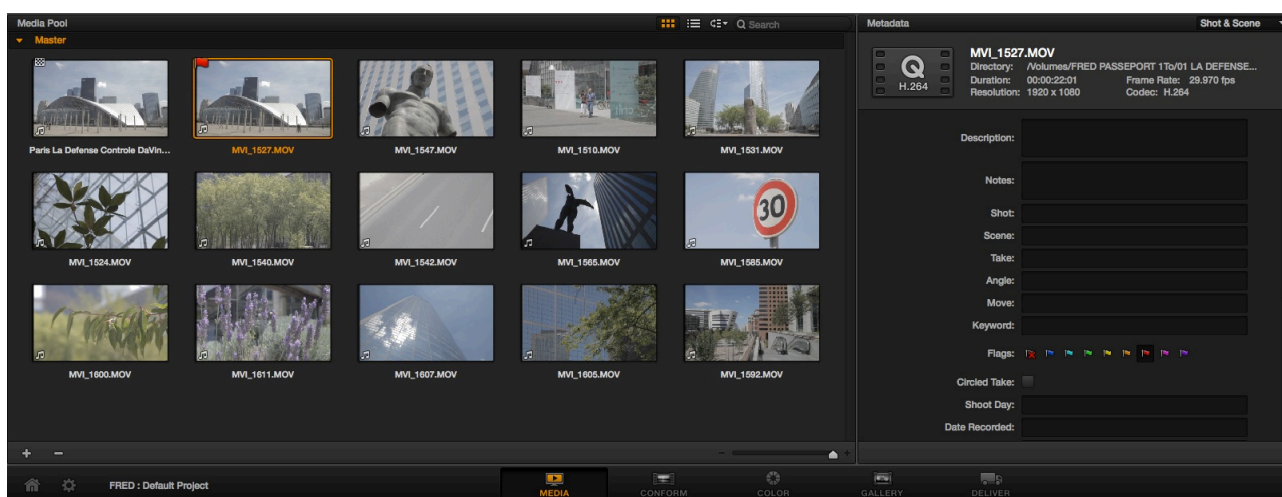 Media Pool
Search
Metadata
Shot & Scene
Master
MVI_1527.MOV
Directory: /Volumes/FRED PASSEPORT 1To/01 LA DEFENSE...
Duration: 00:00:22:01 Frame Rate: 29.970 fps
Resolution: 1920 x 1080 Codec: H.264
Q
H.264
Paris La Defense Controle DaVin...
MVI_1527.MOV
MVI_1547.MOV
MVI_1510.MOV
MVI_1531.MOV
30
MVI_1524.MOV
MVI_1540.MOV
MVI_1542.MOV
MVI_1565.MOV
MVI_1585.MOV
MVI_1600.MOV
MVI_1611.MOV
MVI_1607.MOV
MVI_1605.MOV
MVI_1592.MOV
Description:
Notes:
Shot:
Scene:
Take:
Angle:
Move:
Keyword:
Flags:
Circled Take:
Shoot Day:
Date Recorded:
FRED : Default Project
MEDIA
CONFORM
COLOR
GALLERY
DELIVER